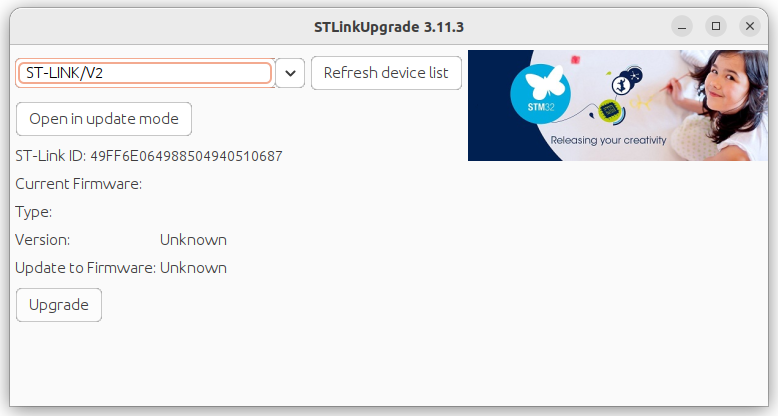 STLinkUpgrade 3.11.3
ST-LINK/V2
Refresh device list
Open in update mode
ST-Link ID: 49FF6E064988504940510687
Current Firmware:
Type:
Version: Unknown
Update to Firmware: Unknown
Upgrade
STM32
Releasing your creativity